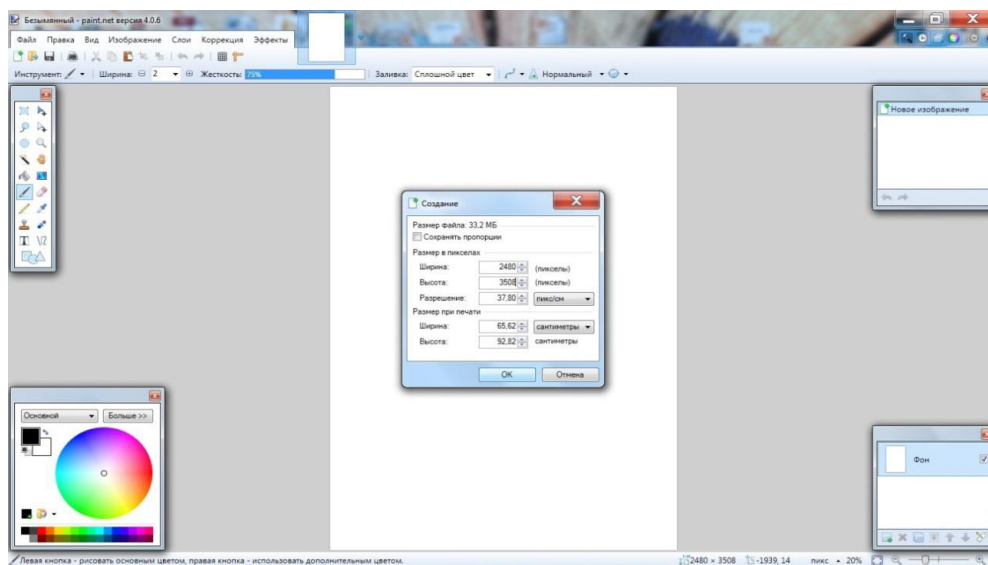 Безымянный - paint.net версия 4.0.6
Файл Правка Вид Изображение Слои Коррекция Эффекты
Инструмент: Ширина: 2 Жесткость: 75% Заливка: Сплошной цвет Нормальный
Новое изображение
Создание
Размер файла: 33,2 МБ
Сохранять пропорции
Размер в пикселах
Ширина: 2480 (пикселы)
Высота: 3508 (пикселы)
Разрешение: 37,80 пикс/см
Размер при печати
Ширина: 65,62 сантиметры
Высота: 92,82 сантиметры
OK Отмена
Основной Больше >>
Фон
Левая кнопка - рисовать основным цветом, правая кнопка - использовать дополнительным цветом. 2480 × 3508 -1939, 14 пикс 20%